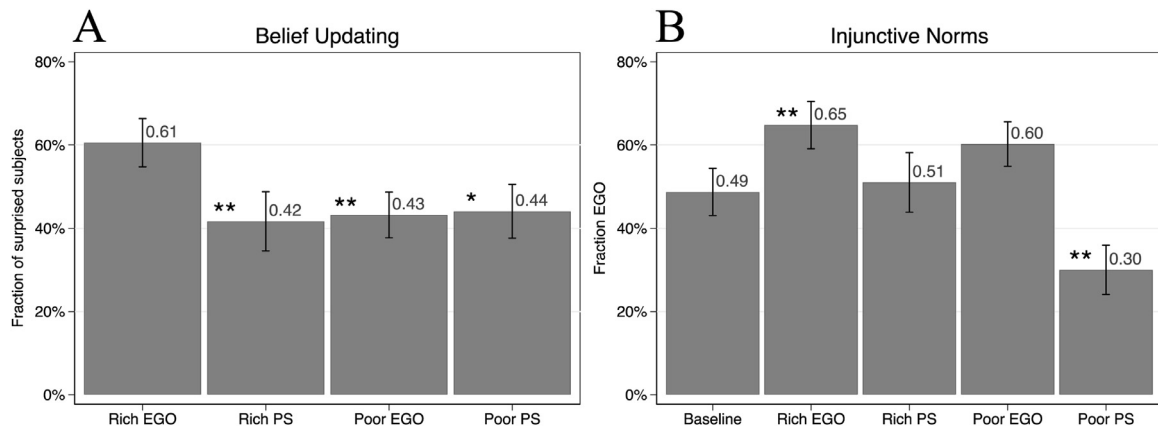 A
Belief Updating
Fraction of surprised subjects
80%
60%
40%
20%
0%
0.61
** 0.42
** 0.43
* 0.44
Rich EGO Rich PS Poor EGO Poor PS
B
Injunctive Norms
Fraction EGO
80%
60%
40%
20%
0%
0.49
** 0.65
0.51
0.60
** 0.30
Baseline Rich EGO Rich PS Poor EGO Poor PS